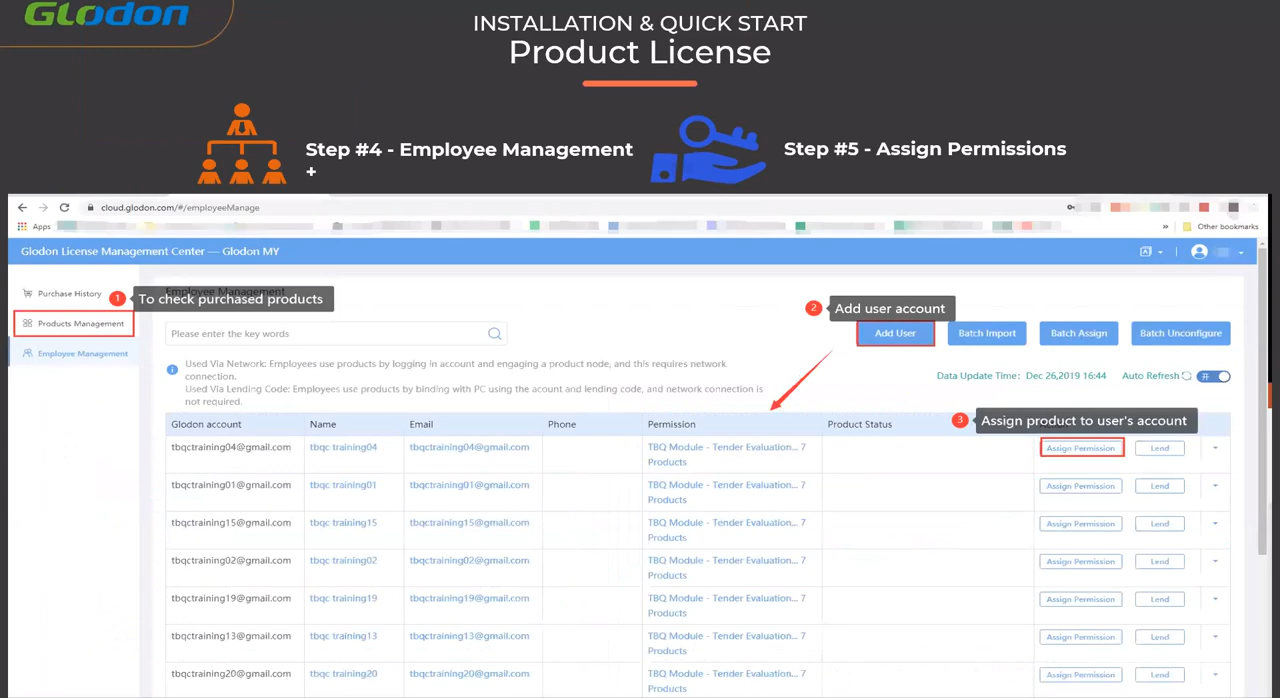 Glodon
INSTALLATION & QUICK START
Product License
Step #4 - Employee Management
+
Step #5 - Assign Permissions
cloud.glodon.com/#/employeeManage
Apps
»
Other bookmarks
Glodon License Management Center — Glodon MY
Purchase History
Products Management
Employee Management
Employee Management
1 To check purchased products
2 Add user account
Please enter the key words
Add User
Batch Import
Batch Assign
Batch Unconfigure
Used Via Network: Employees use products by logging in account and engaging a product node, and this requires network
connection.
Used Via Lending Code: Employees use products by binding with PC using the acount and lending code, and network connection is
not required.
Data Update Time: Dec 26,2019 16:44
Auto Refresh
开
Glodon account Name Email Phone Permission Product Status
3 Assign product to user's account
tbqctraining04@gmail.com tbqc training04 tbqctraining04@gmail.com TBQ Module - Tender Evaluation... 7
Products
Assign Permission Lend
tbqctraining01@gmail.com tbqc training01 tbqctraining01@gmail.com TBQ Module - Tender Evaluation... 7
Products
Assign Permission Lend
tbqctraining15@gmail.com tbqc training15 tbqctraining15@gmail.com TBQ Module - Tender Evaluation... 7
Products
Assign Permission Lend
tbqctraining02@gmail.com tbqc training02 tbqctraining02@gmail.com TBQ Module - Tender Evaluation... 7
Products
Assign Permission Lend
tbqctraining19@gmail.com tbqc training19 tbqctraining19@gmail.com TBQ Module - Tender Evaluation... 7
Products
Assign Permission Lend
tbqctraining13@gmail.com tbqc training13 tbqctraining13@gmail.com TBQ Module - Tender Evaluation... 7
Products
Assign Permission Lend
tbqctraining20@gmail.com tbqc training20 tbqctraining20@gmail.com TBQ Module - Tender Evaluation... 7
Products
Assign Permission Lend